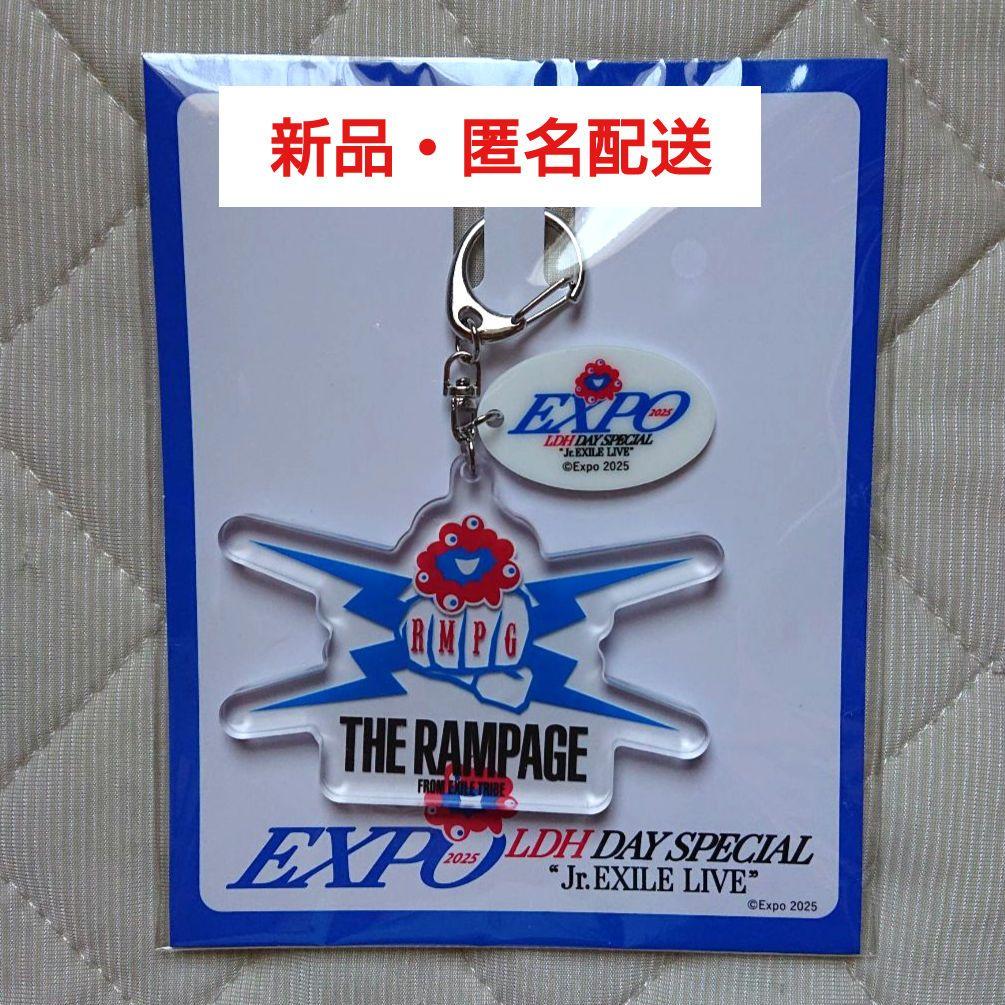 新品・匿名配送
EXPO 2025
LDH DAY SPECIAL
"Jr.EXILE LIVE"
©Expo 2025
RMPG
THE RAMPAGE
FROM EXILE TRIBE
EXPO 2025 LDH DAY SPECIAL
"Jr.EXILE LIVE"
©Expo 2025